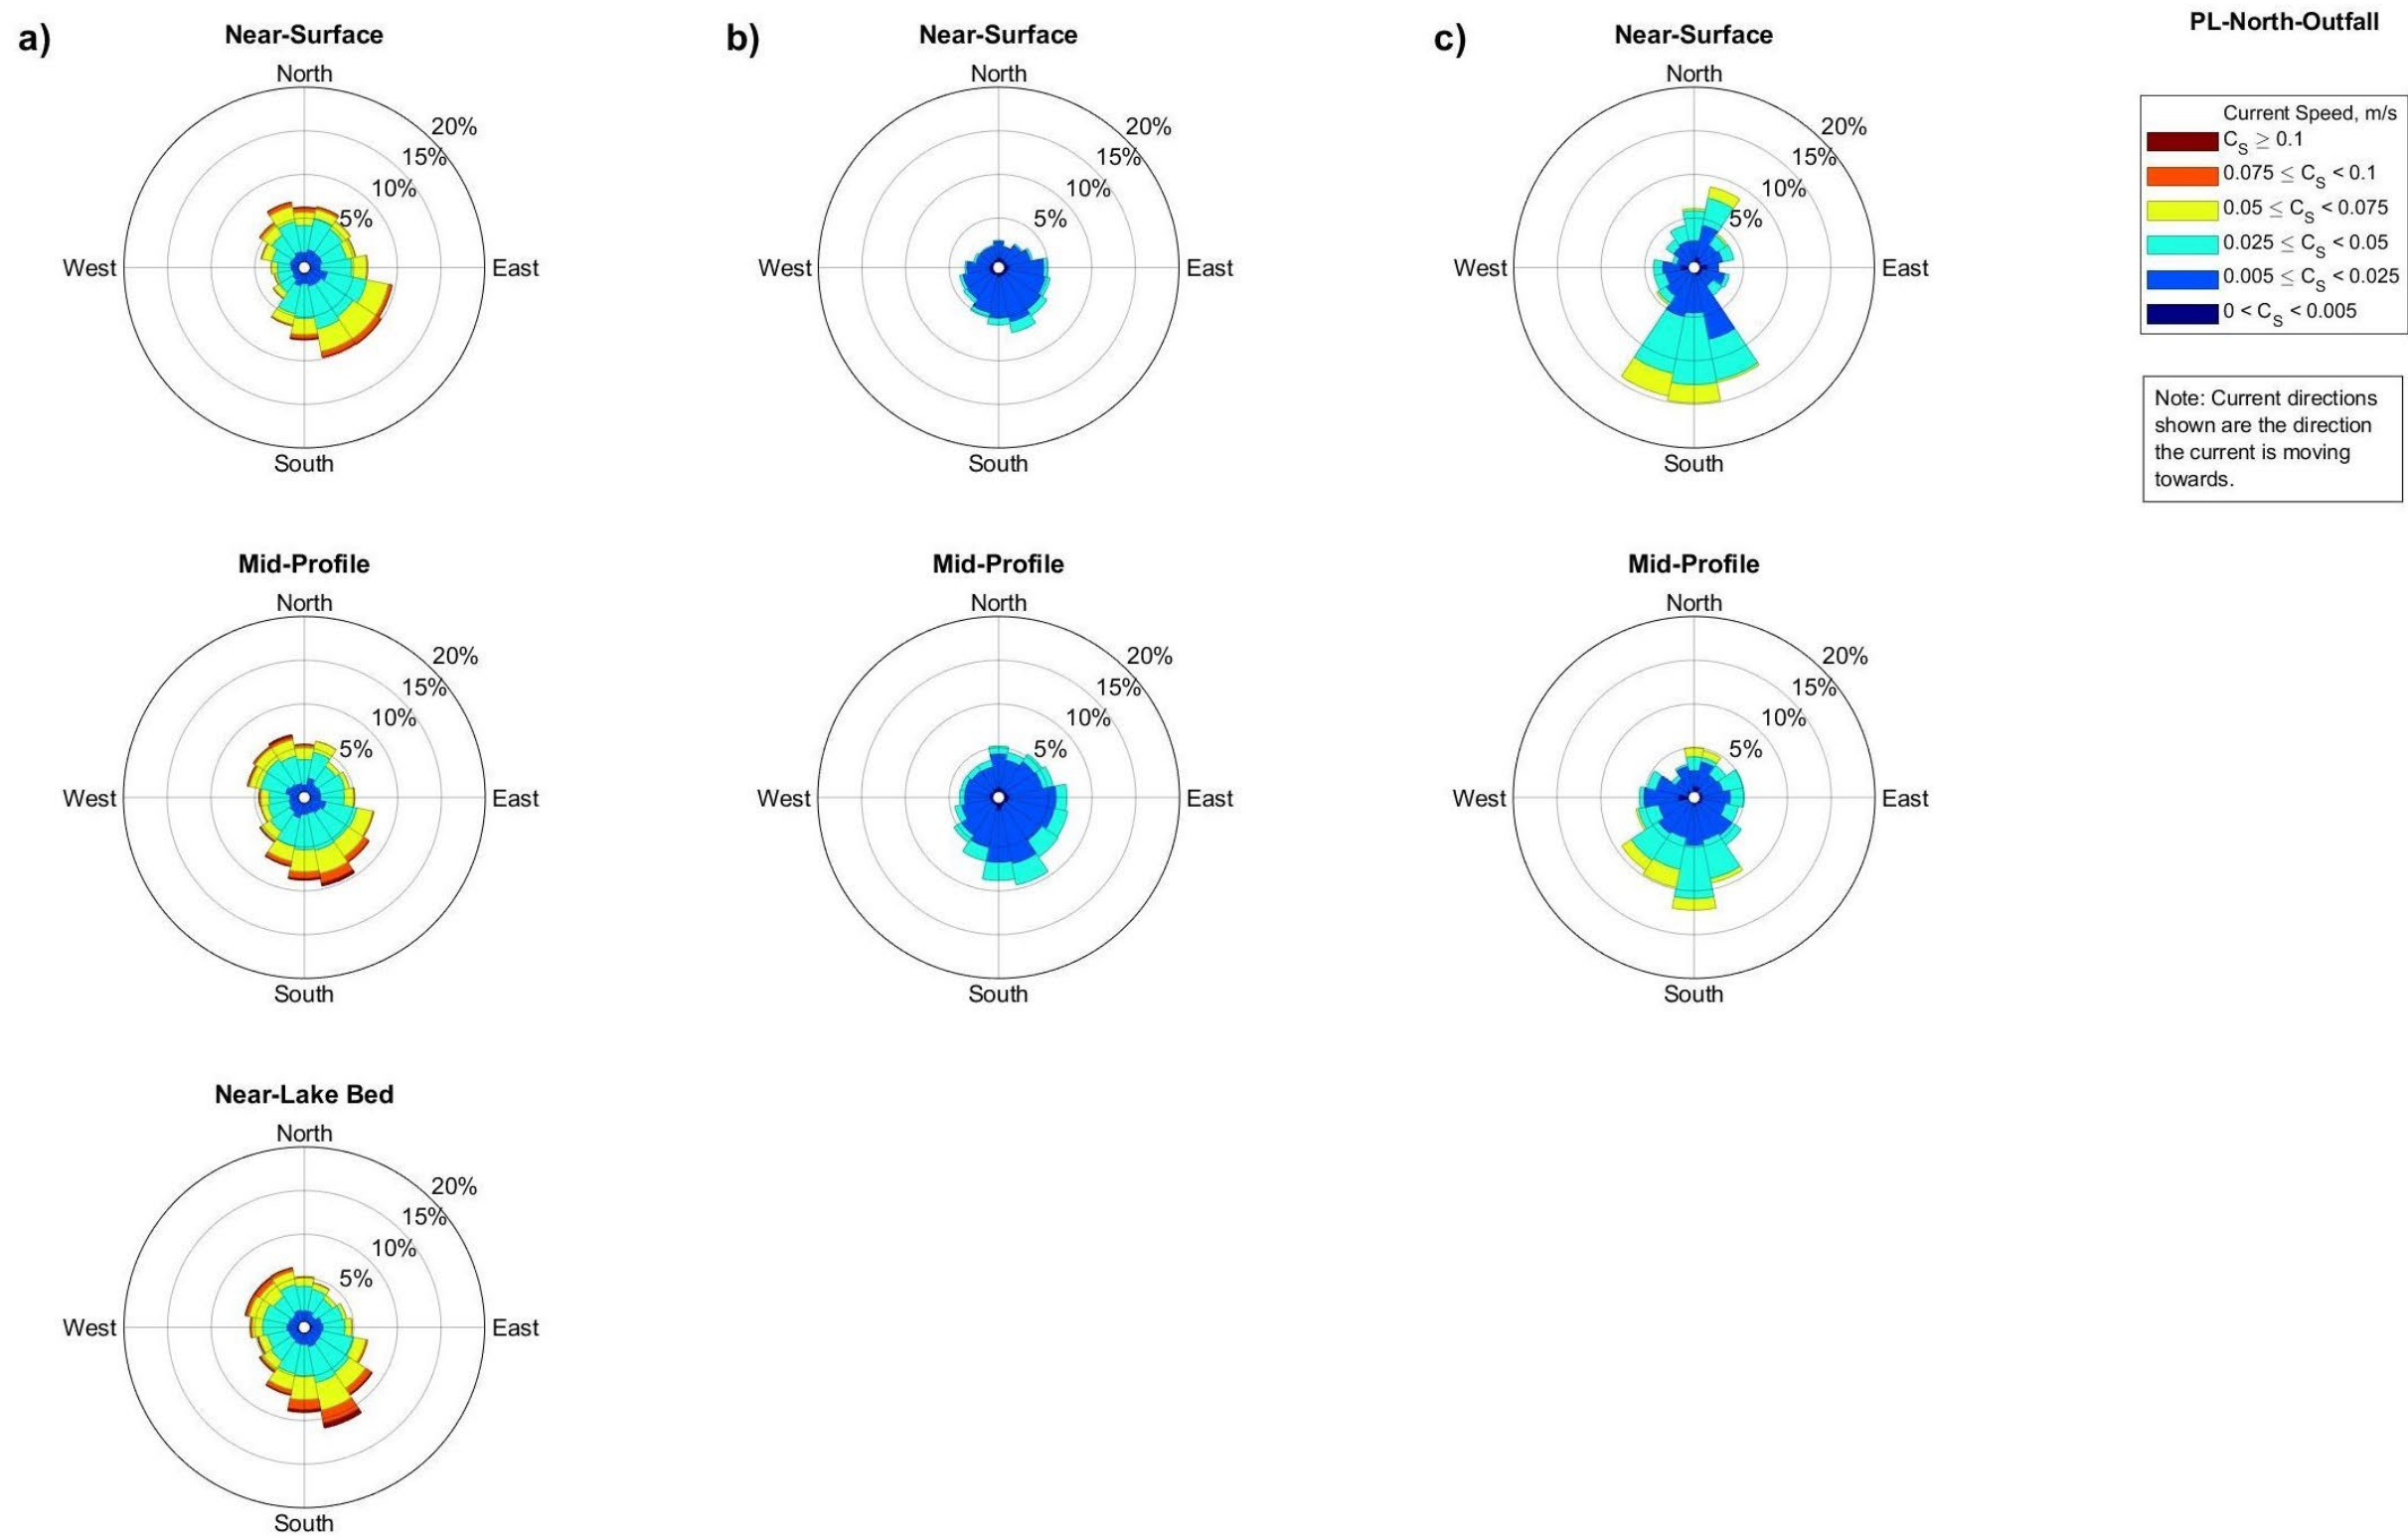 a)
Near-Surface
North
20%
15%
10%
5%
West
East
South
Mid-Profile
North
20%
15%
10%
5%
West
East
South
Near-Lake Bed
North
20%
15%
10%
5%
West
East
South
b)
Near-Surface
North
20%
15%
10%
5%
West
East
South
Mid-Profile
North
20%
15%
10%
5%
West
East
South
c)
Near-Surface
North
20%
15%
10%
5%
West
East
South
Mid-Profile
North
20%
15%
10%
5%
West
East
South
PL-North-Outfall
Current Speed, m/s
C_S ≥ 0.1
0.075 ≤ C_S < 0.1
0.05 ≤ C_S < 0.075
0.025 ≤ C_S < 0.05
0.005 ≤ C_S < 0.025
0 < C_S < 0.005
Note: Current directions
shown are the direction
the current is moving
towards.